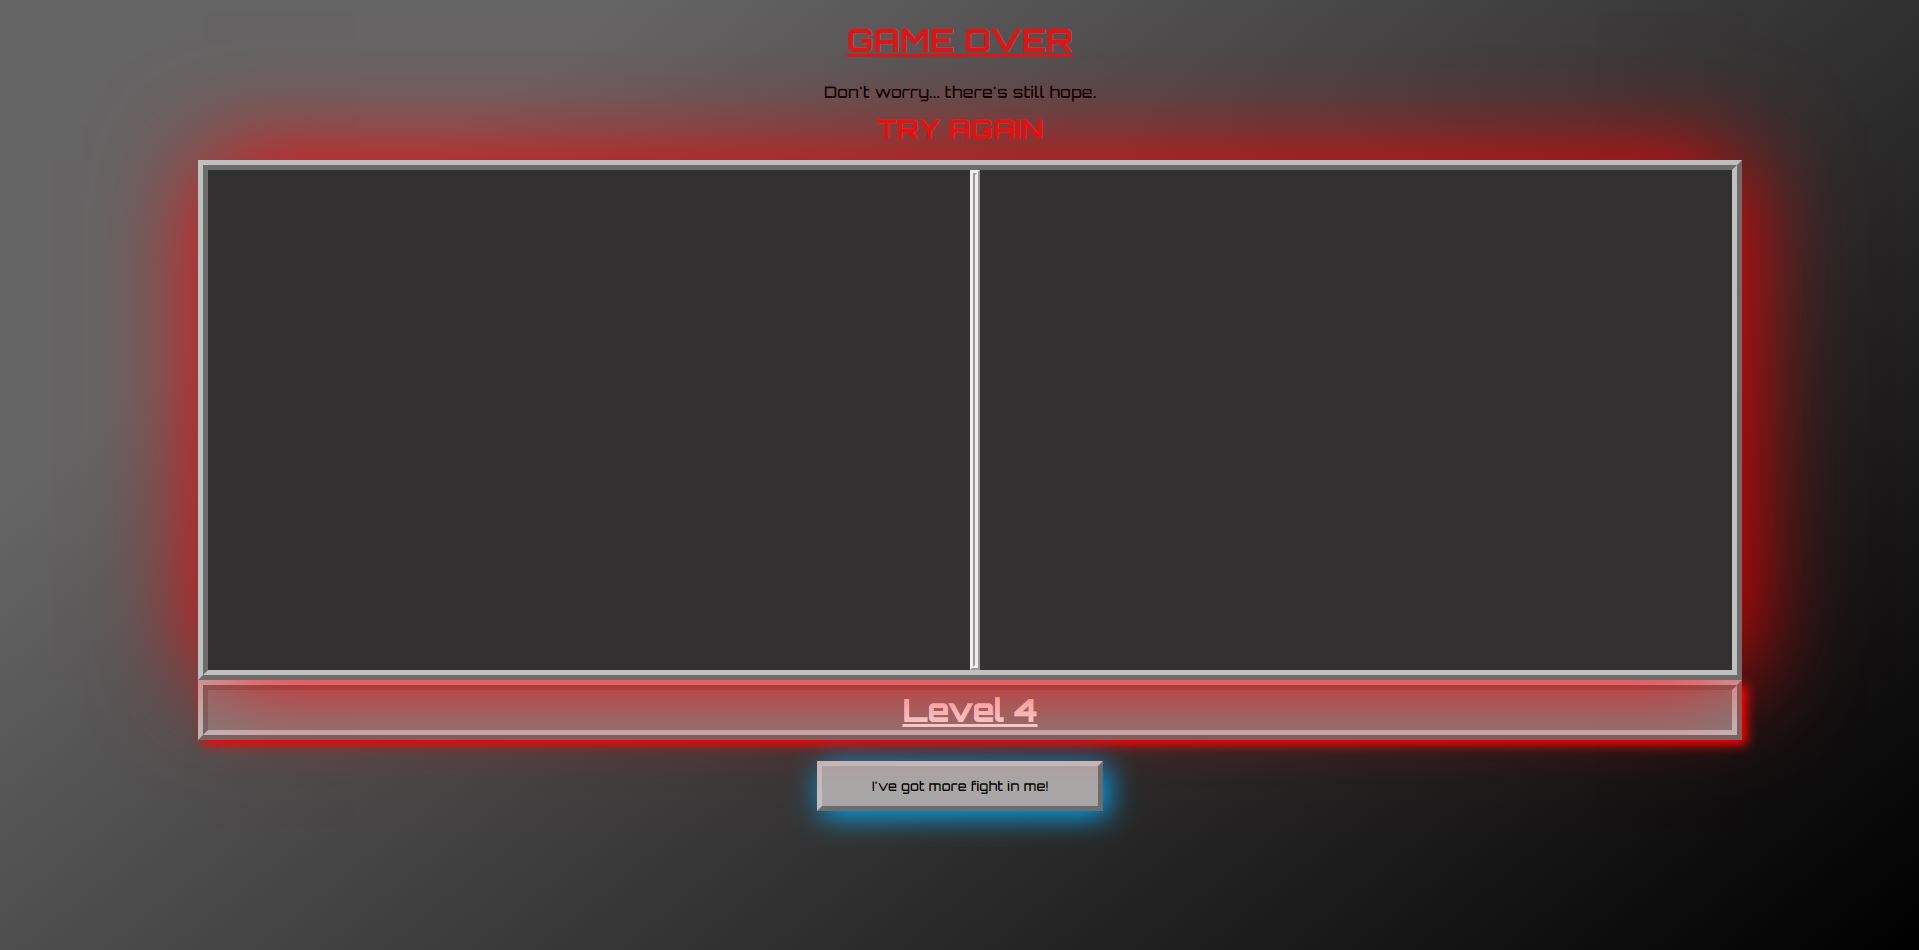 GAME OVER
Don't worry... there's still hope.
TRY AGAIN
Level 4
I've got more fight in me!